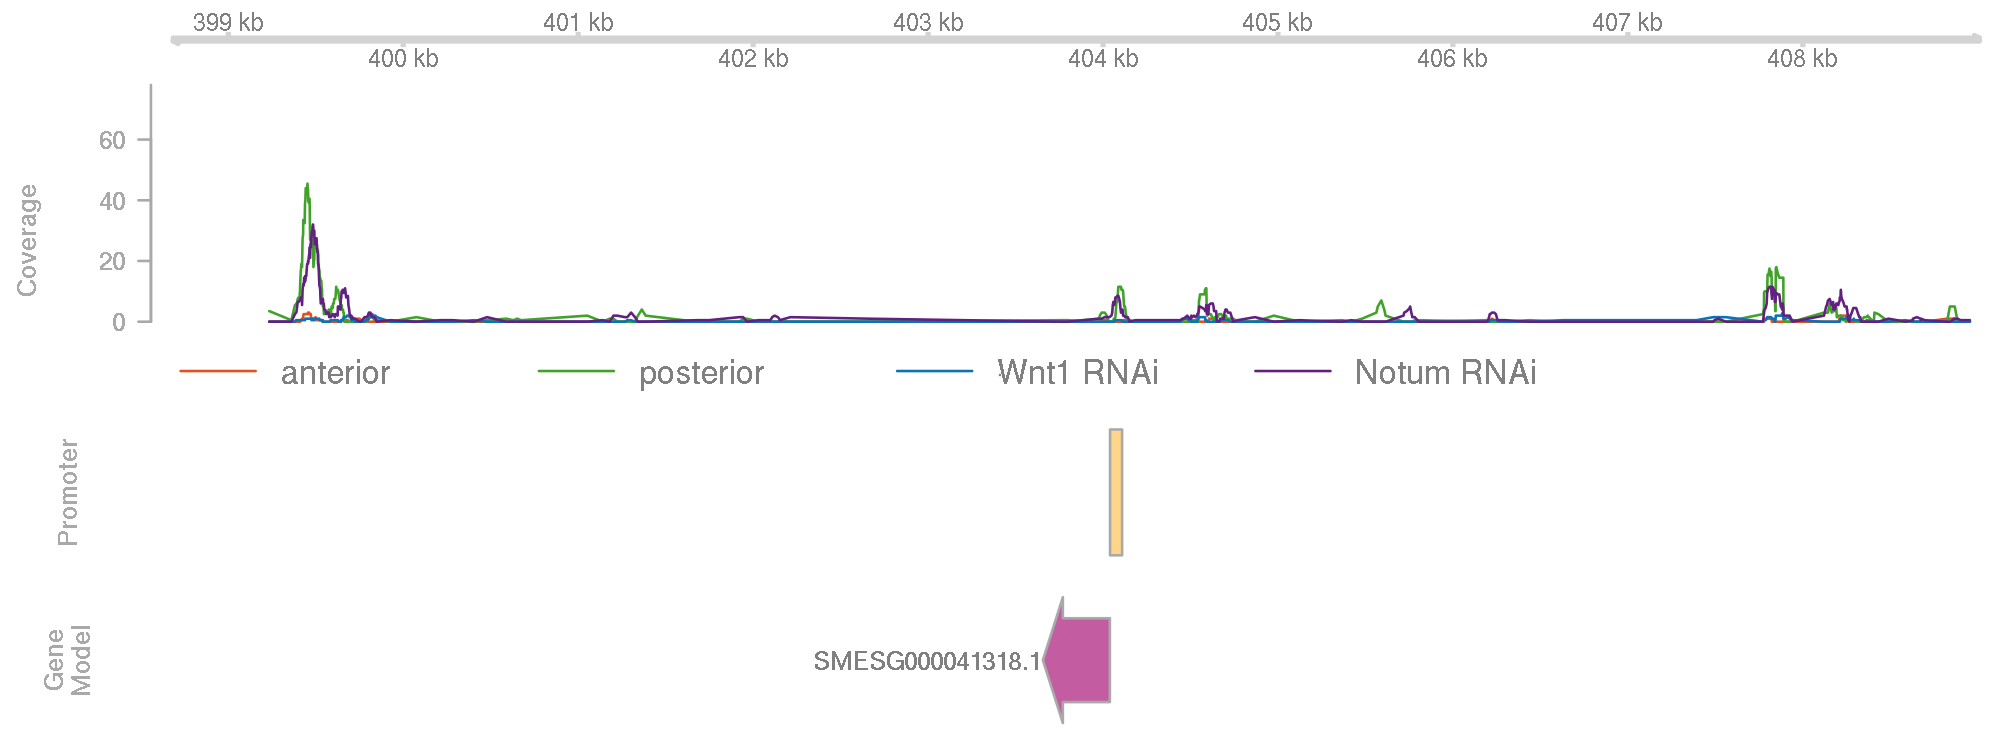 399 kb 401 kb 403 kb 405 kb 407 kb
400 kb 402 kb 404 kb 406 kb 408 kb
Coverage
60
40
20
0
anterior posterior Wnt1 RNAi Notum RNAi
Promoter
Gene
Model
SMESG000041318.1